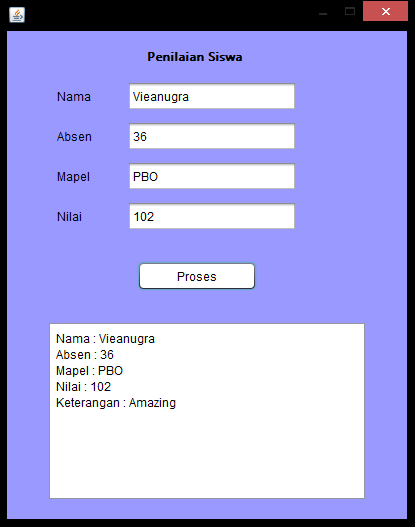 Penilaian Siswa
Nama Vieanugra
Absen 36
Mapel PBO
Nilai 102
Proses
Nama : Vieanugra
Absen : 36
Mapel : PBO
Nilai : 102
Keterangan : Amazing